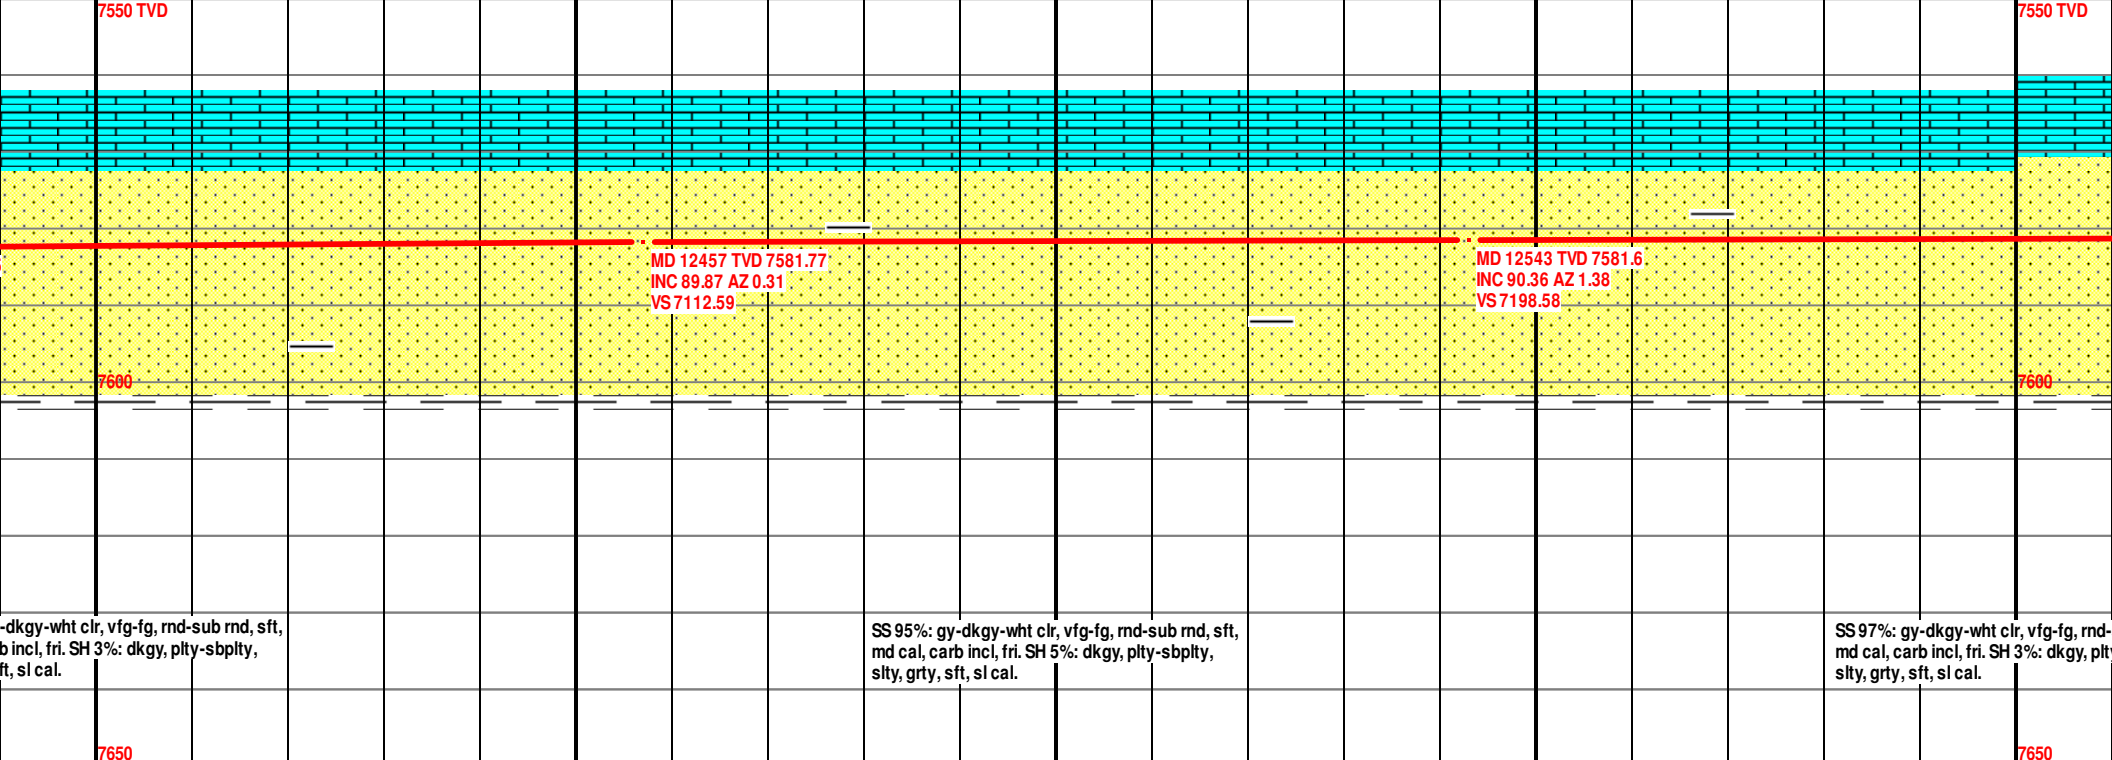 7550 TVD
7550 TVD
MD 12457 TVD 7581.77
INC 89.87 AZ 0.31
VS 7112.59
MD 12543 TVD 7581.6
INC 90.36 AZ 1.38
VS 7198.58
7600
7600
-dkgy-wht clr, vfg-fg, rnd-sub rnd, sft,
b incl, fri. SH 3%: dkgy, plty-sbplty,
ft, sl cal.
SS 95%: gy-dkgy-wht clr, vfg-fg, rnd-sub rnd, sft,
md cal, carb incl, fri. SH 5%: dkgy, plty-sbplty,
slty, grty, sft, sl cal.
SS 97%: gy-dkgy-wht clr, vfg-fg, rnd-
md cal, carb incl, fri. SH 3%: dkgy, plt
slty, grty, sft, sl cal.
7650
7650